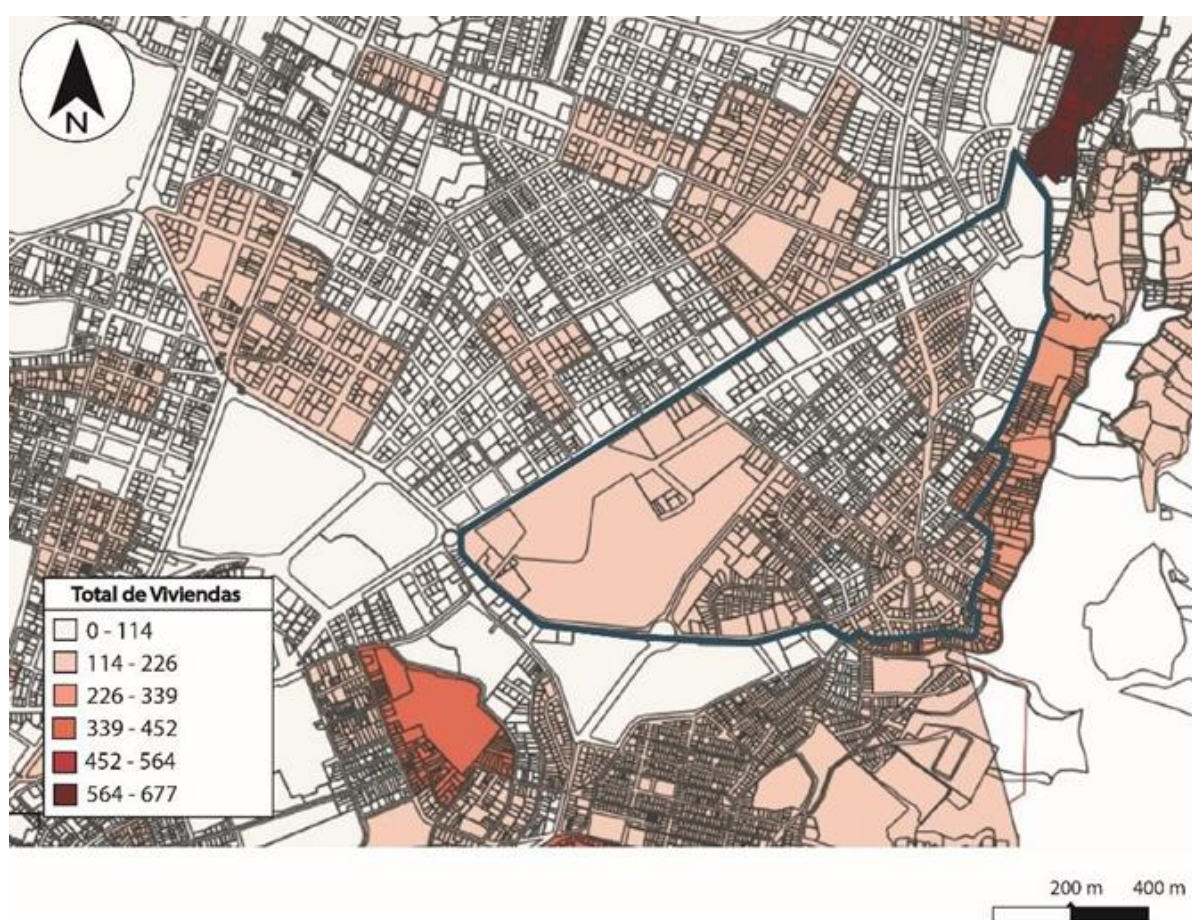 N
Total de Viviendas
0 - 114
114 - 226
226 - 339
339 - 452
452 - 564
564 - 677
200 m 400 m